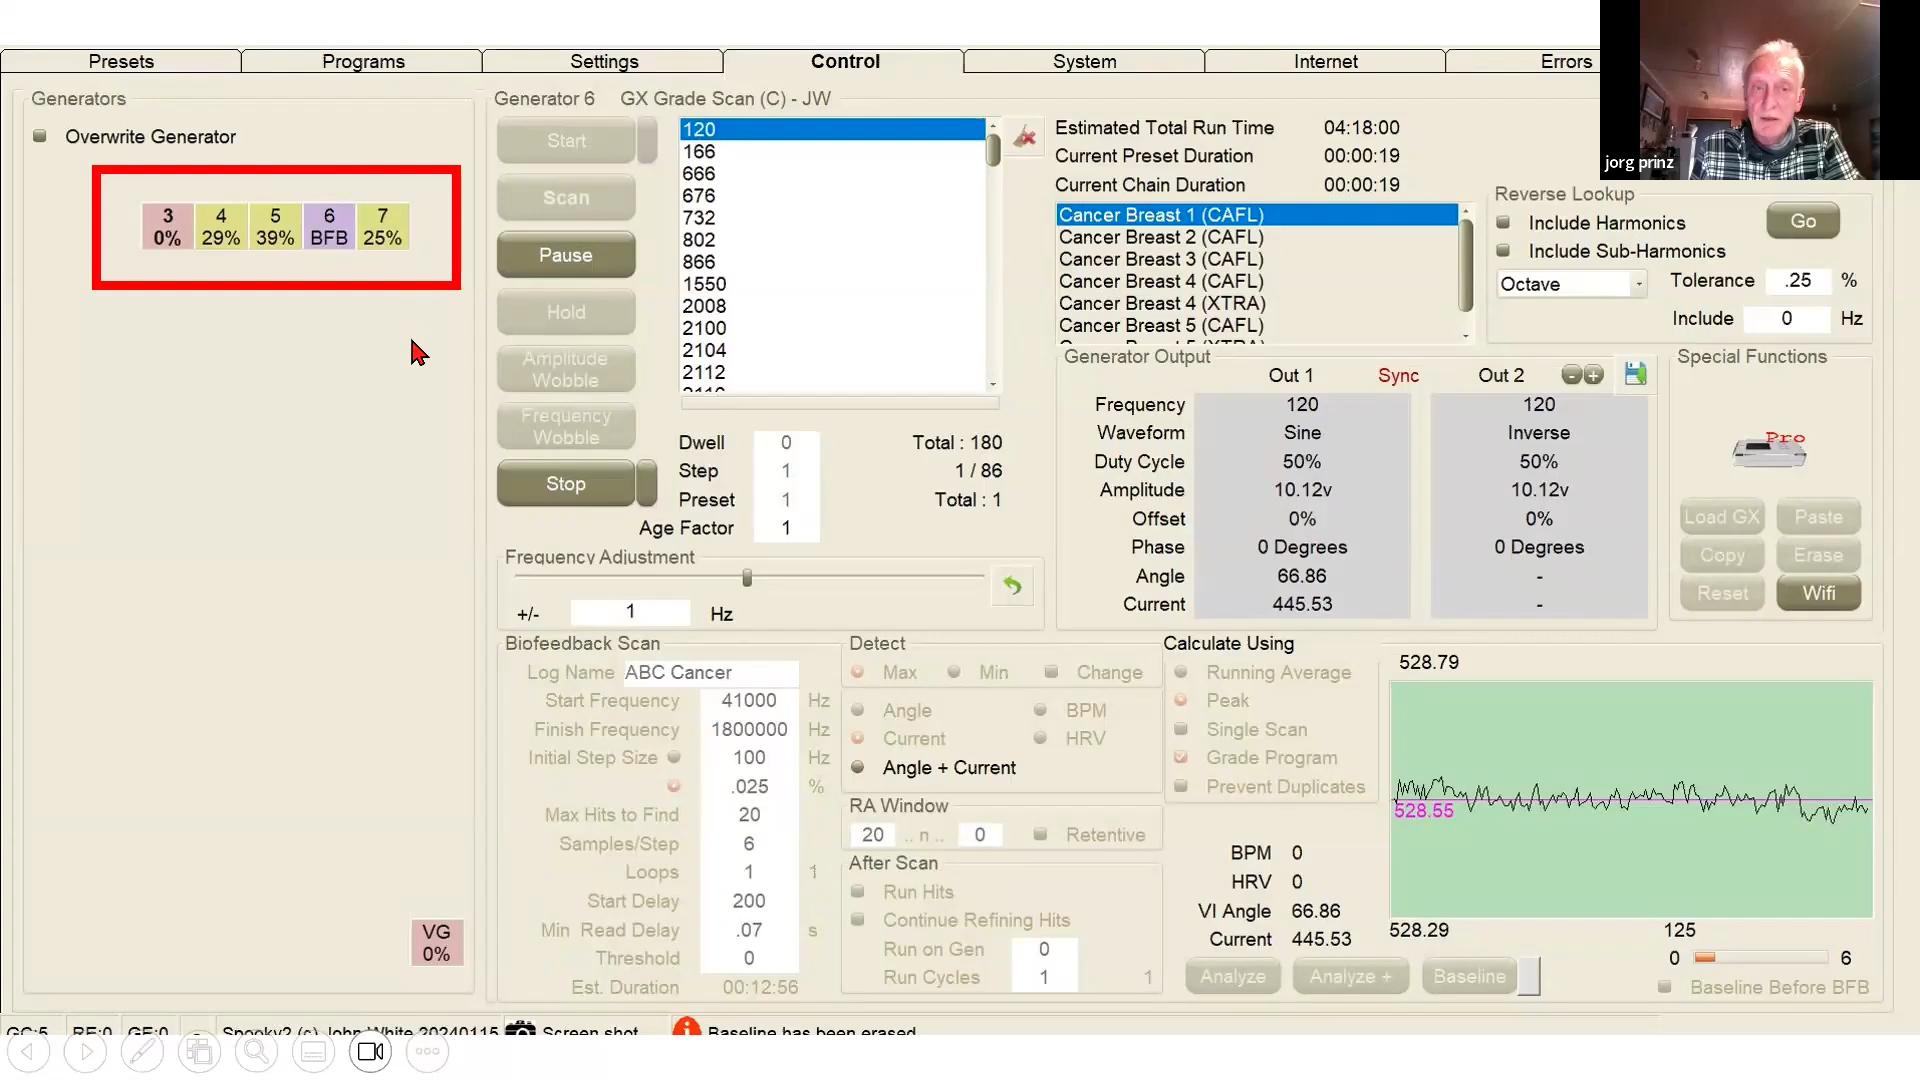 Presets Programs Settings Control System Internet Errors
jorg prinz
Generators
Overwrite Generator
3 4 5 6 7
0% 29% 39% BFB 25%
VG
0%
Generator 6 GX Grade Scan (C) - JW
Start
Scan
Pause
Hold
Amplitude
Wobble
Frequency
Wobble
Stop
120
166
666
676
732
802
866
1550
2008
2100
2104
2112
Dwell 0 Total : 180
Step 1 1 / 86
Preset 1 Total : 1
Age Factor 1
Frequency Adjustment
+/- 1 Hz
Estimated Total Run Time 04:18:00
Current Preset Duration 00:00:19
Current Chain Duration 00:00:19
Cancer Breast 1 (CAFL)
Cancer Breast 2 (CAFL)
Cancer Breast 3 (CAFL)
Cancer Breast 4 (CAFL)
Cancer Breast 4 (XTRA)
Cancer Breast 5 (CAFL)
Reverse Lookup
Include Harmonics Go
Include Sub-Harmonics
Octave Tolerance .25 %
Include 0 Hz
Generator Output
Out 1 Sync Out 2 - +
Frequency 120 120
Waveform Sine Inverse
Duty Cycle 50% 50%
Amplitude 10.12v 10.12v
Offset 0% 0%
Phase 0 Degrees 0 Degrees
Angle 66.86 -
Current 445.53 -
Special Functions
Pro
Load GX Paste
Copy Erase
Reset Wifi
Biofeedback Scan
Log Name ABC Cancer
Start Frequency 41000 Hz
Finish Frequency 1800000 Hz
Initial Step Size 100 Hz
.025 %
Max Hits to Find 20
Samples/Step 6
Loops 1 1
Start Delay 200
Min Read Delay .07 s
Threshold 0
Est. Duration 00:12:56
Detect
Max Min Change
Angle BPM
Current HRV
Angle + Current
RA Window
20 .. n .. 0 Retentive
After Scan
Run Hits
Continue Refining Hits
Run on Gen 0
Run Cycles 1 1
Calculate Using
Running Average
Peak
Single Scan
Grade Program
Prevent Duplicates
BPM 0
HRV 0
VI Angle 66.86
Current 445.53
Analyze Analyze + Baseline
528.79
528.55
528.29 125
0 6
Baseline Before BFB
GC:5 RE:0 GE:0 - Spooky2 (c) John White 20240115 Screen shot Baseline has been erased